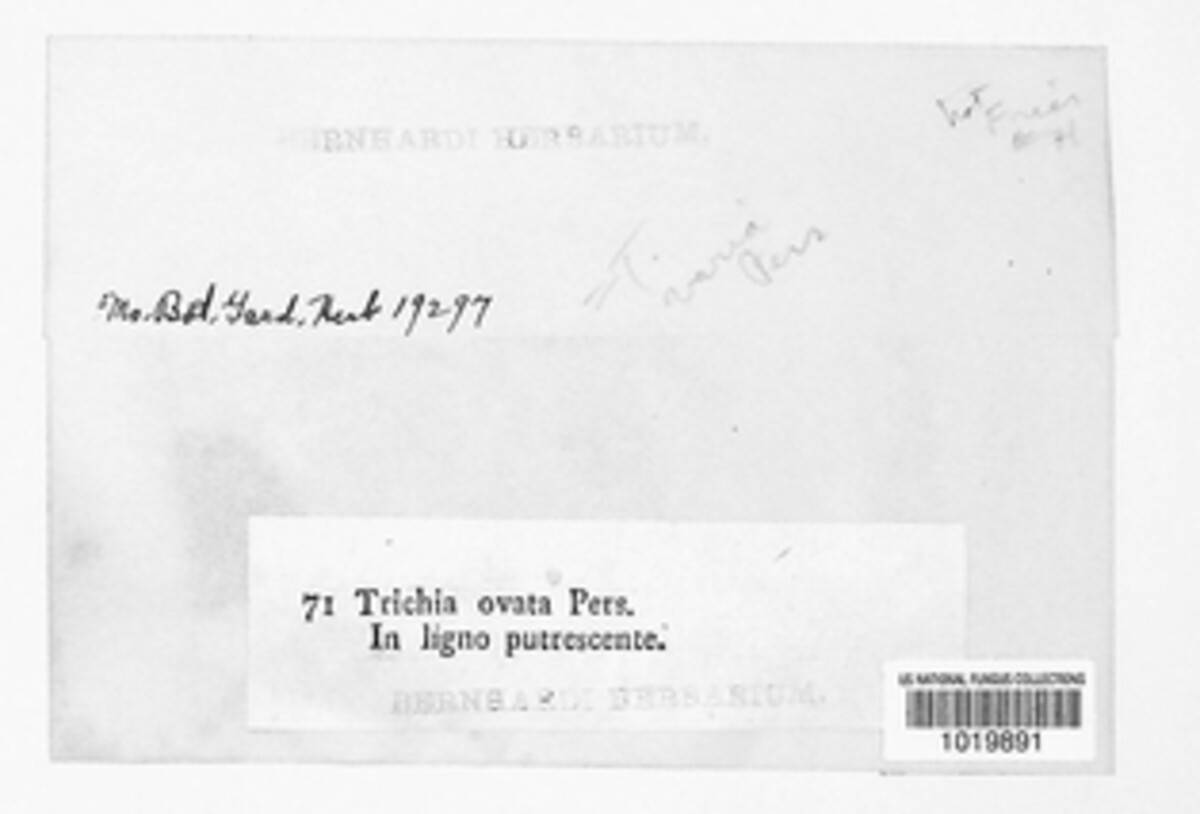 BERNHARDI HERBARIUM.
T. varia
Pers
Mo. Bot. Gard. Herb 19297
71 Trichia ovata Pers.
In ligno putrescente.
BERNHARDI HERBARIUM.
US NATIONAL FUNGUS COLLECTIONS
1019891